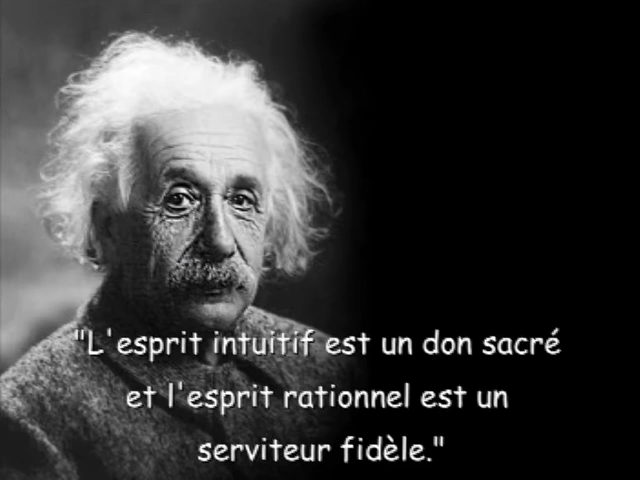 "L'esprit intuitif est un don sacré
et l'esprit rationnel est un
serviteur fidèle."